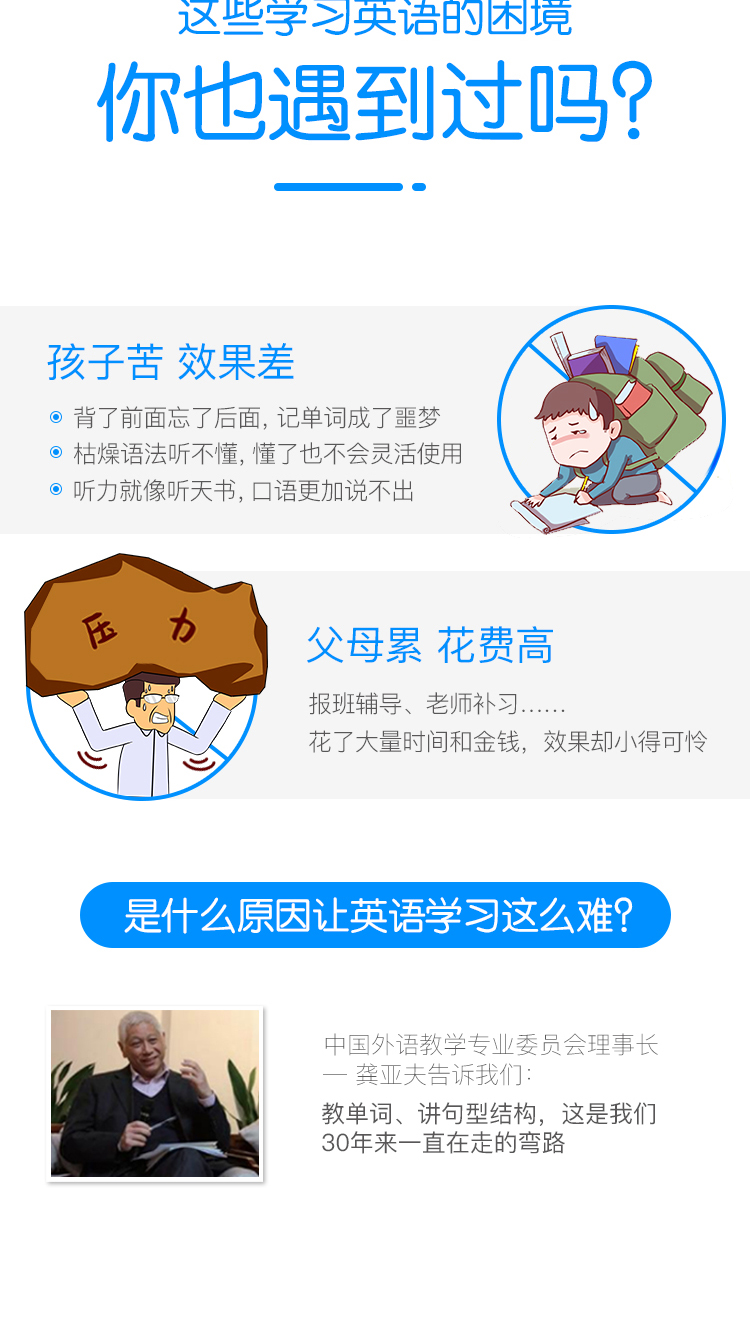 这些学习英语的困境
你也遇到过吗?
孩子苦 效果差
背了前面忘了后面, 记单词成了噩梦
枯燥语法听不懂, 懂了也不会灵活使用
听力就像听天书, 口语更加说不出
压 力
父母累 花费高
报班辅导、老师补习……
花了大量时间和金钱，效果却小得可怜
是什么原因让英语学习这么难?
中国外语教学专业委员会理事长
— 龚亚夫告诉我们:
教单词、讲句型结构，这是我们
30年来一直在走的弯路